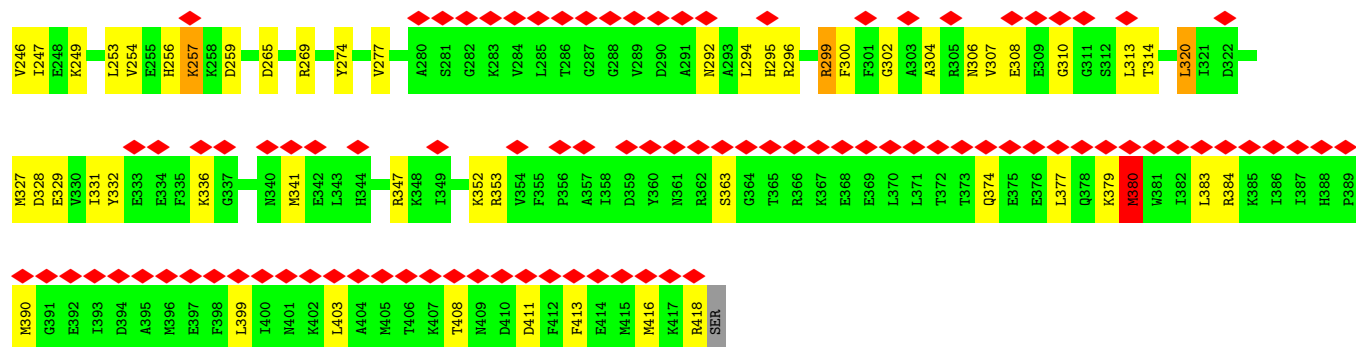 V246 I247 E248 K249 L253 V254 E255 H256 K257 K258 D259 D265 R269 Y274 V277 A280 S281 G282 K283 V284 L285 T286 G287 G288 V289 D290 A291 N292 A293 L294 H295 R296 R299 F300 F301 G302 A303 A304 R305 N306 V307 E308 E309 G310 G311 S312 L313 T314 L320 I321 D322
M327 D328 E329 V330 I331 Y332 E333 E334 F335 K336 G337 N340 M341 E342 L343 H344 R347 K348 I349 K352 R353 V354 F355 P356 A357 I358 D359 Y360 N361 R362 S363 G364 T365 R366 K367 E368 E369 L370 L371 T372 T373 Q374 E375 E376 L377 Q378 K379 M380 W381 I382 L383 R384 K385 I386 I387 H388 P389
M390 G391 E392 I393 D394 A395 M396 E397 F398 L399 I400 N401 K402 L403 A404 M405 T406 K407 T408 N409 D410 D411 F412 F413 E414 M415 M416 K417 R418 SER